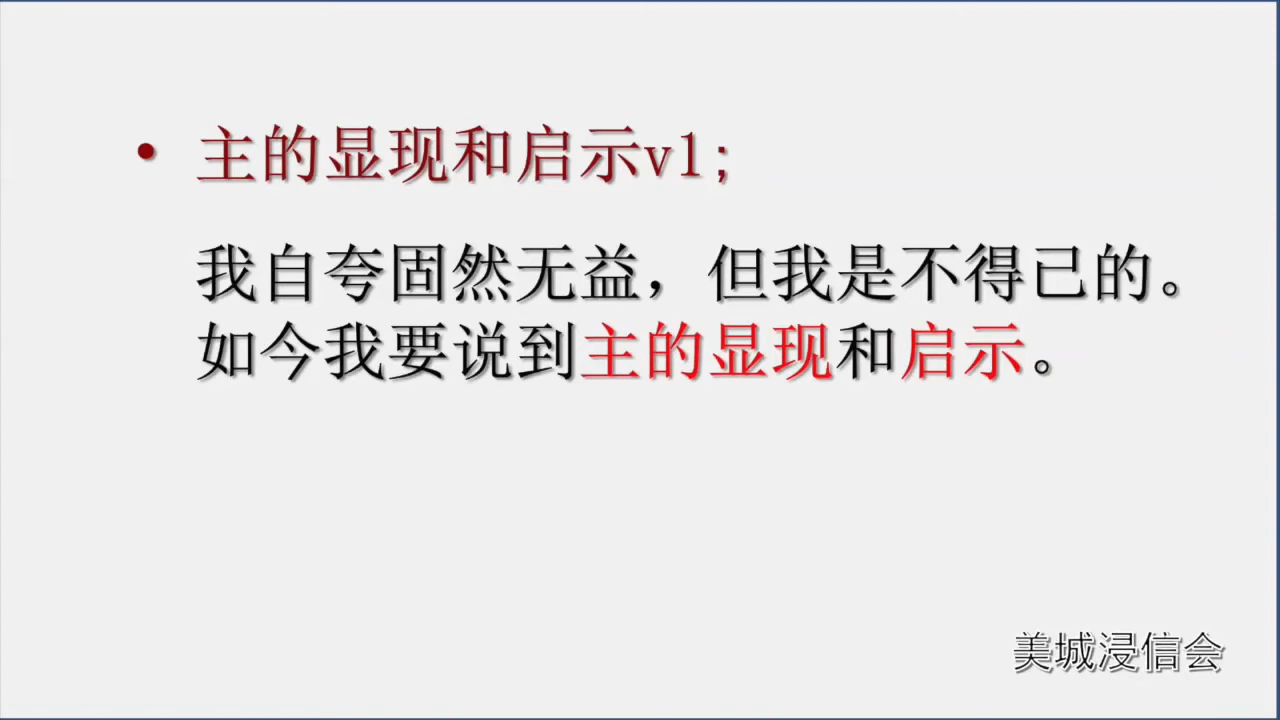 • 主的显现和启示v1;
我自夸固然无益，但我是不得已的。
如今我要说到主的显现和启示。
美城浸信会